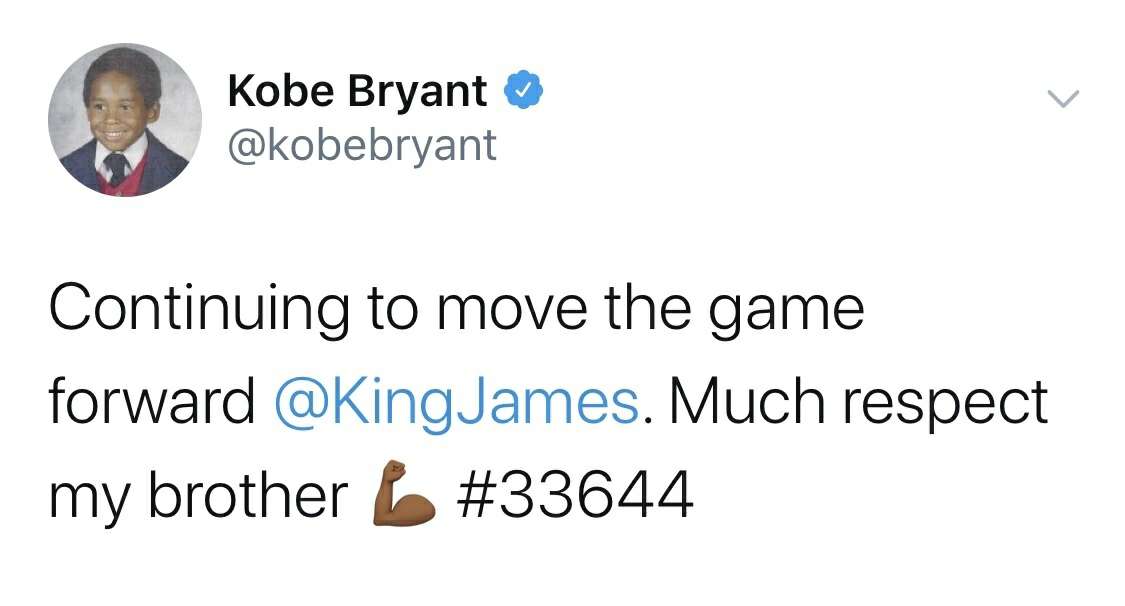 Kobe Bryant
@kobebryant
Continuing to move the game
forward @KingJames. Much respect
my brother 💪🏾 #33644